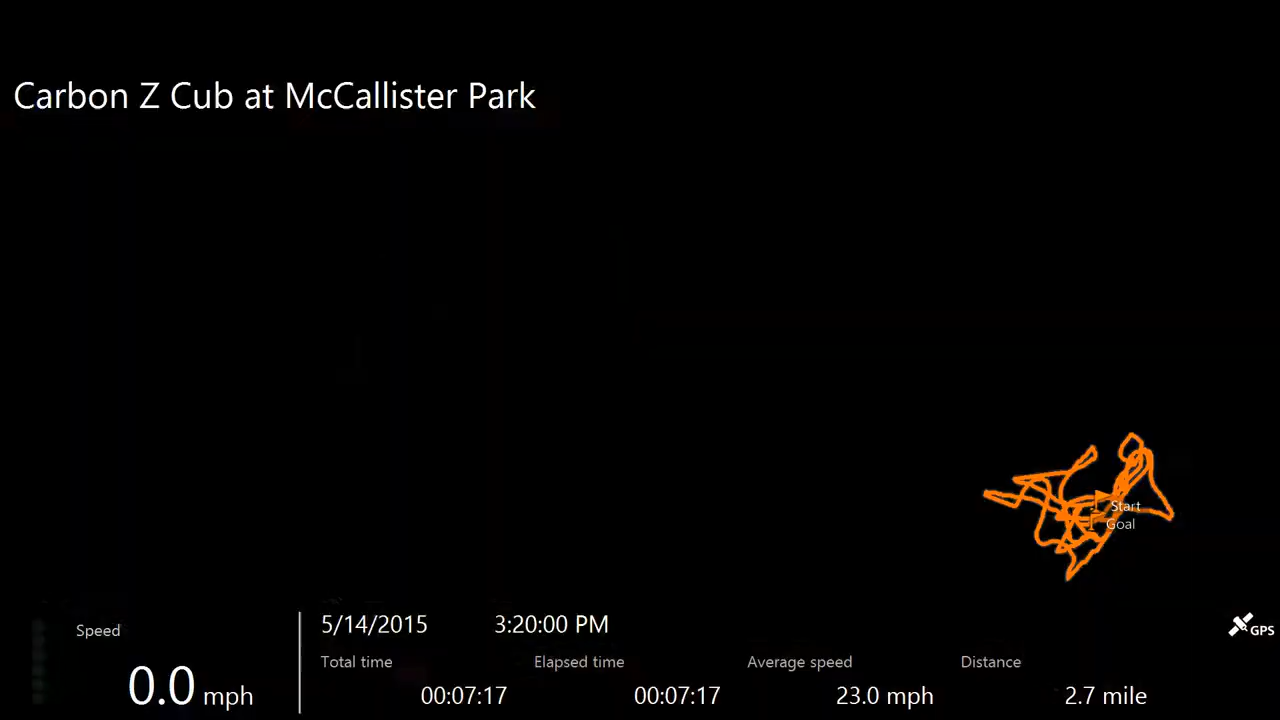 Carbon Z Cub at McCallister Park
Start
Goal
5/14/2015 3:20:00 PM
GPS
Speed
Total time Elapsed time Average speed Distance
0.0 mph
00:07:17 00:07:17 23.0 mph 2.7 mile